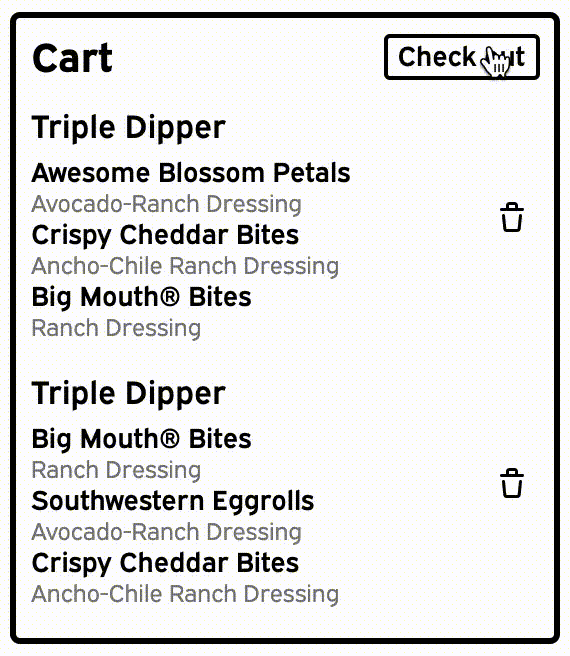 Cart
Check out
Triple Dipper
Awesome Blossom Petals
Avocado-Ranch Dressing
Crispy Cheddar Bites
Ancho-Chile Ranch Dressing
Big Mouth® Bites
Ranch Dressing
Triple Dipper
Big Mouth® Bites
Ranch Dressing
Southwestern Eggrolls
Avocado-Ranch Dressing
Crispy Cheddar Bites
Ancho-Chile Ranch Dressing